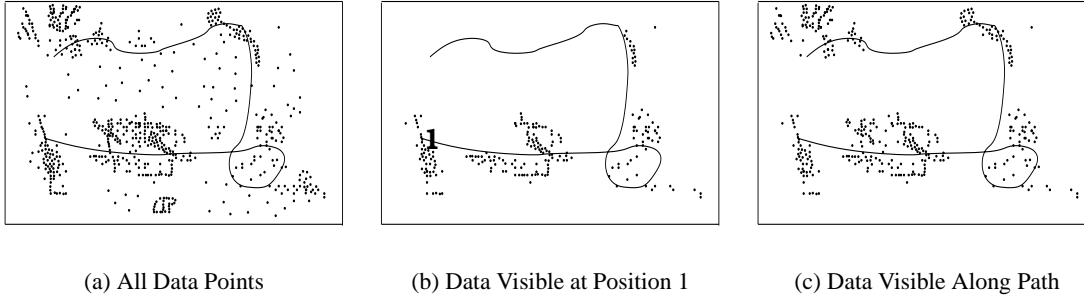 1
(a) All Data Points
(b) Data Visible at Position 1
(c) Data Visible Along Path